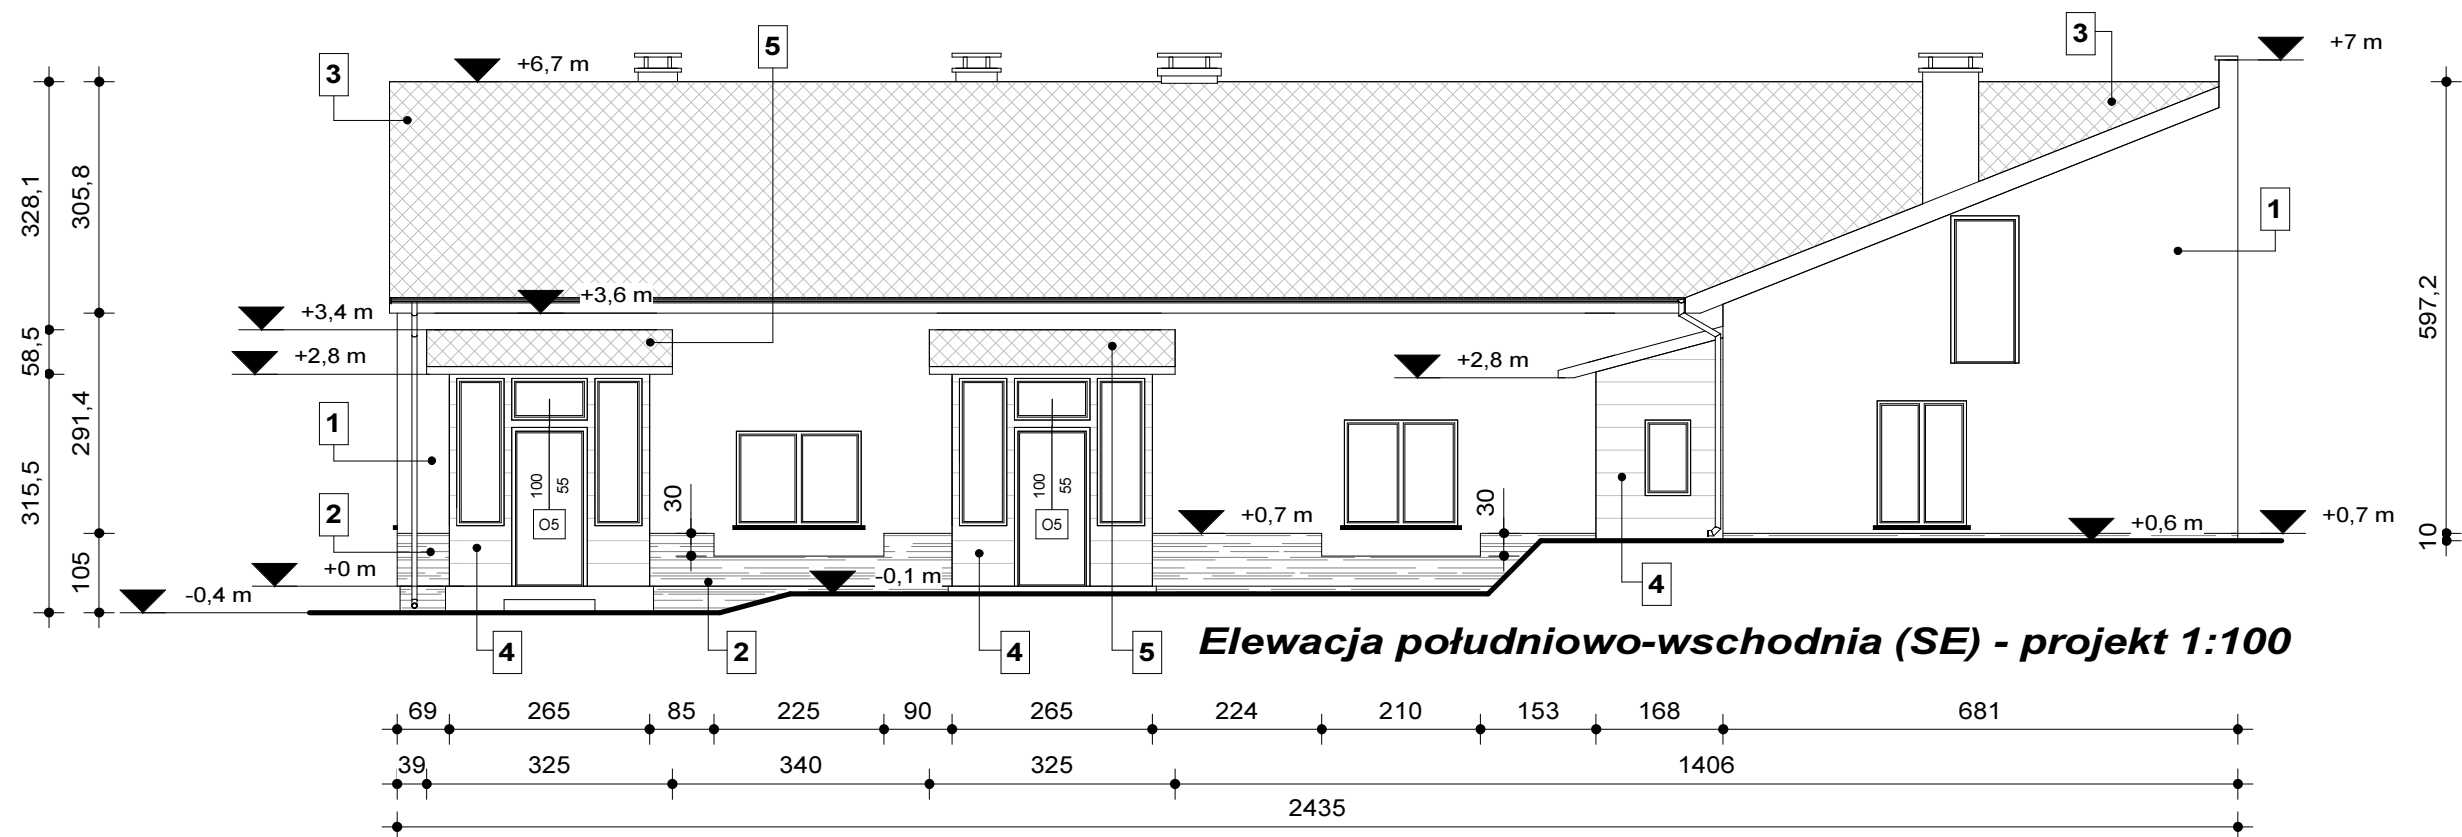 3
+6,7 m
5
3
+7 m
328,1
305,8
1
+3,6 m
+3,4 m
+2,8 m
+2,8 m
58,5
291,4
315,5
105
597,2
10
1
2
100
55
O5
30
100
55
O5
+0,7 m
30
+0,6 m
+0,7 m
+0 m
-0,4 m
-0,1 m
4
4
2
4
5
Elewacja południowo-wschodnia (SE) - projekt 1:100
69 265 85 225 90 265 224 210 153 168 681
39 325 340 325 1406
2435